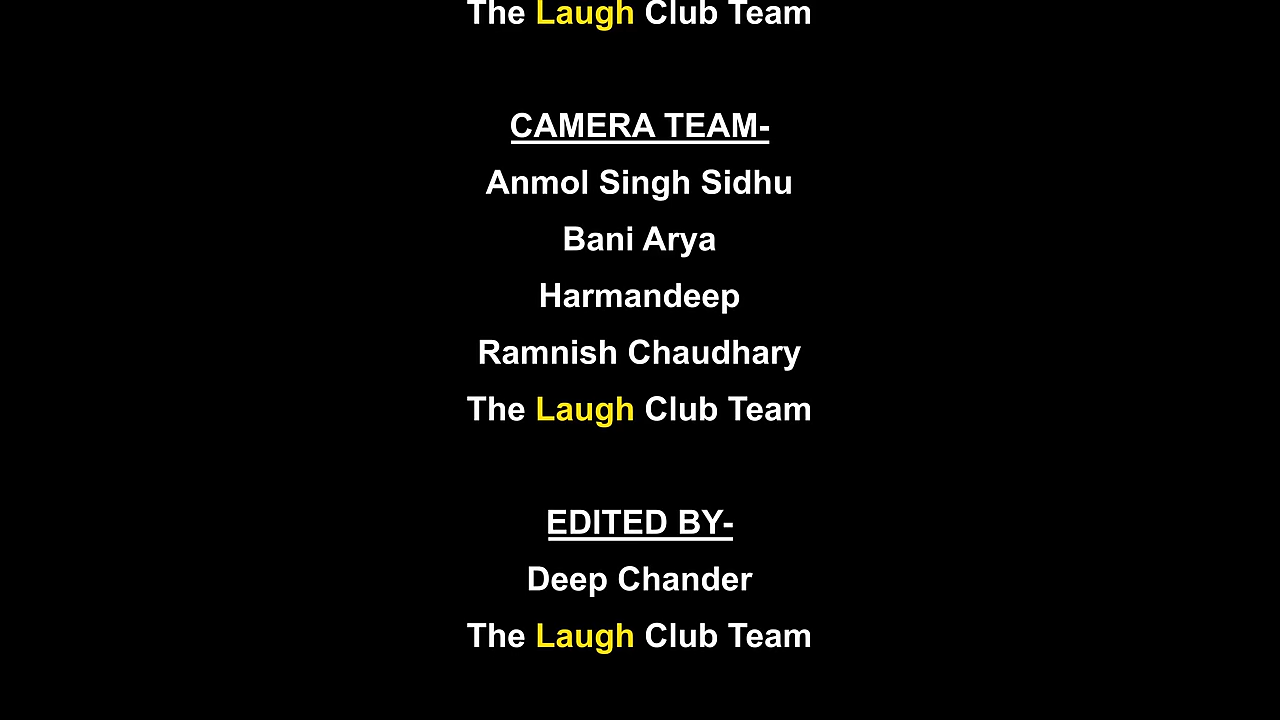 The Laugh Club Team
CAMERA TEAM-
Anmol Singh Sidhu
Bani Arya
Harmandeep
Ramnish Chaudhary
The Laugh Club Team
EDITED BY-
Deep Chander
The Laugh Club Team